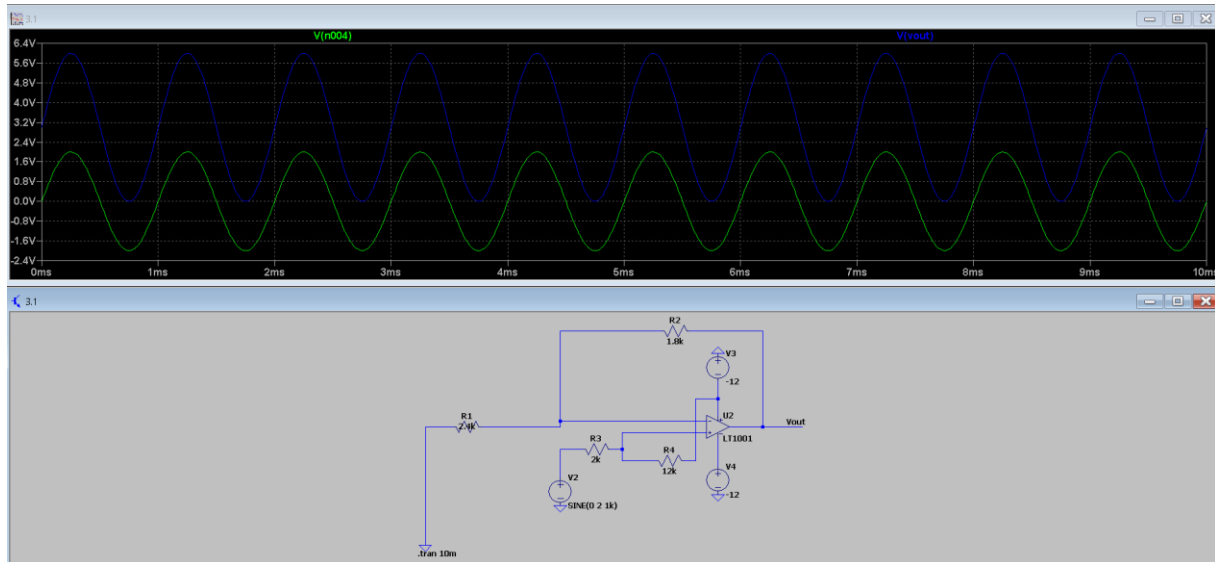 3.1
V(n004) V(vout)
6.4V
5.6V
4.8V
4.0V
3.2V
2.4V
1.6V
0.8V
0.0V
-0.8V
-1.6V
-2.4V
0ms 1ms 2ms 3ms 4ms 5ms 6ms 7ms 8ms 9ms 10ms
3.1
R2
1.8k
V3
-12
R1
2.4k
U2
Vout
LT1001
R3
2k
R4
12k
V2
SINE(0 2 1k)
V4
-12
.tran 10m